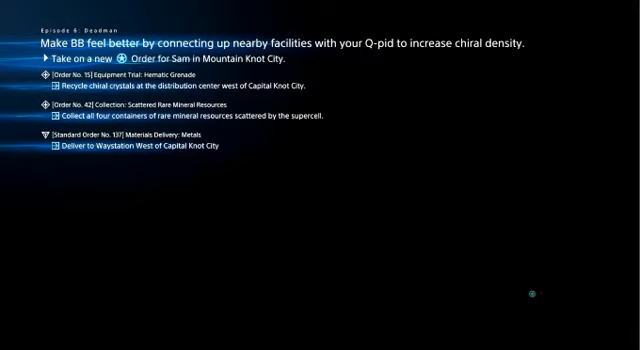 Episode 6: Deadman
Make BB feel better by connecting up nearby facilities with your Q-pid to increase chiral density.
Take on a new Order for Sam in Mountain Knot City.
[Order No. 15] Equipment Trial: Hematic Grenade
Recycle chiral crystals at the distribution center west of Capital Knot City.
[Order No. 42] Collection: Scattered Rare Mineral Resources
Collect all four containers of rare mineral resources scattered by the supercell.
[Standard Order No. 137] Materials Delivery: Metals
Deliver to Waystation West of Capital Knot City